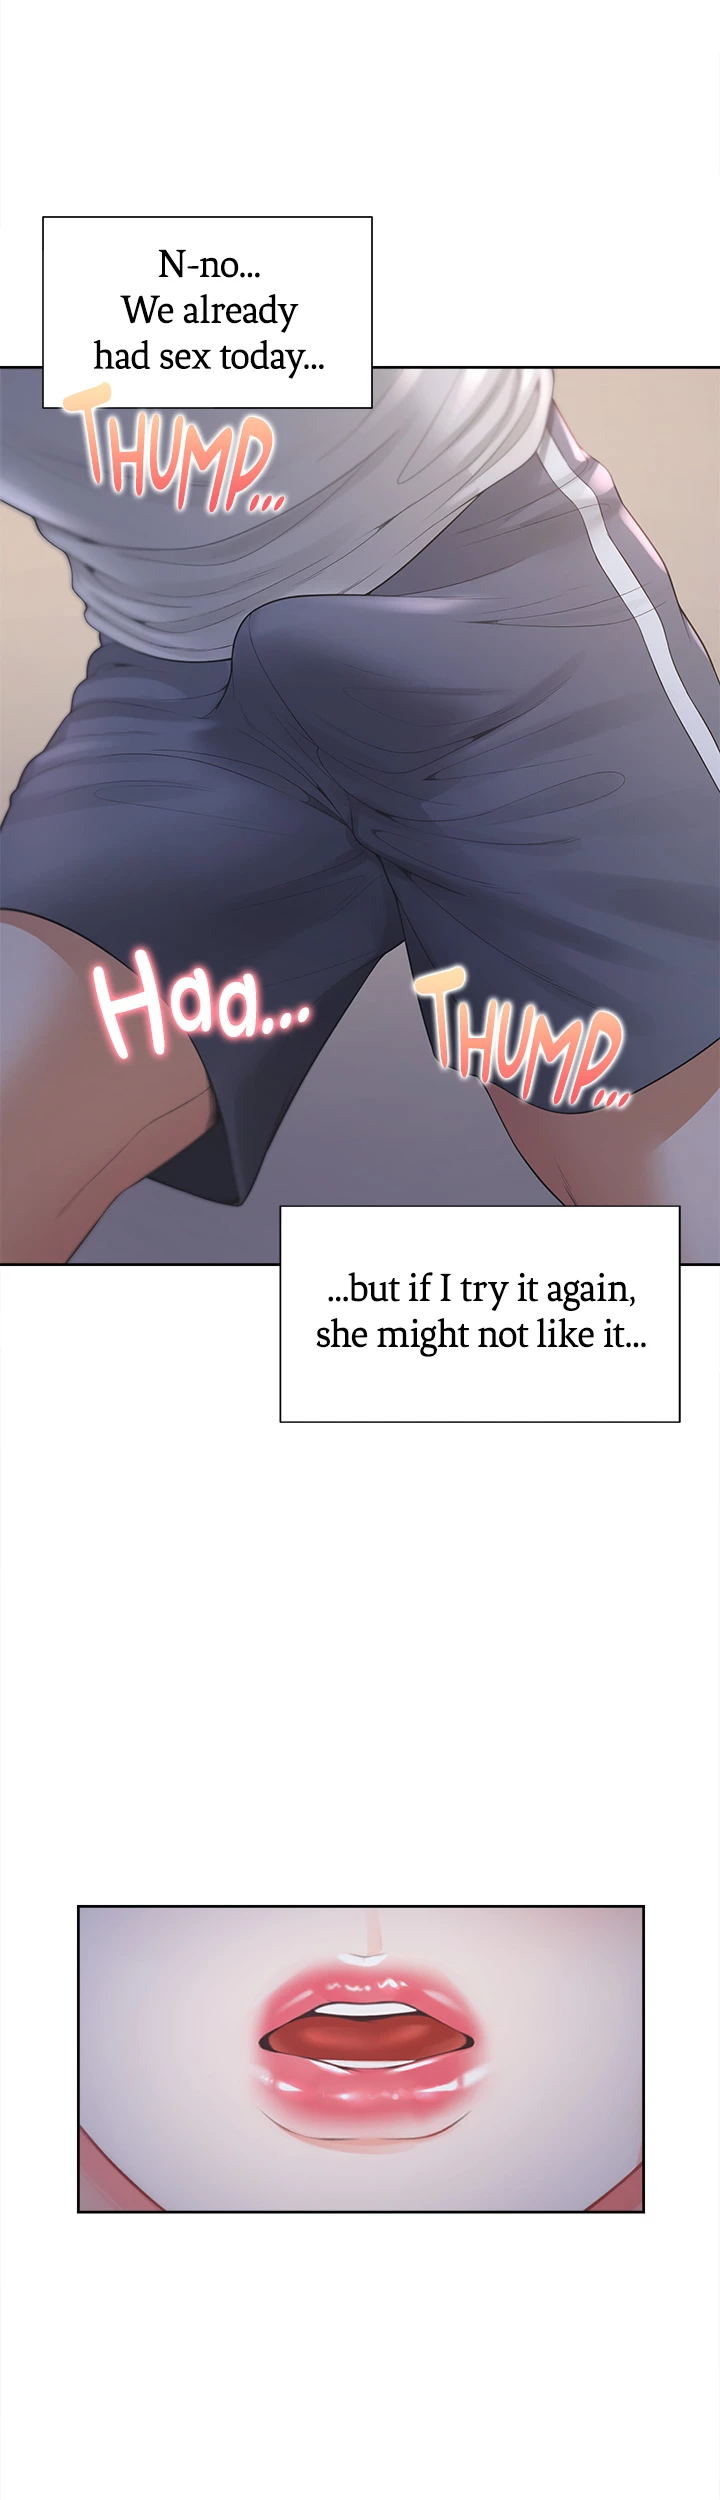 N-no...
We already
had sex today...
THUMP...
Haa...
THUMP...
...but if I try it again,
she might not like it...